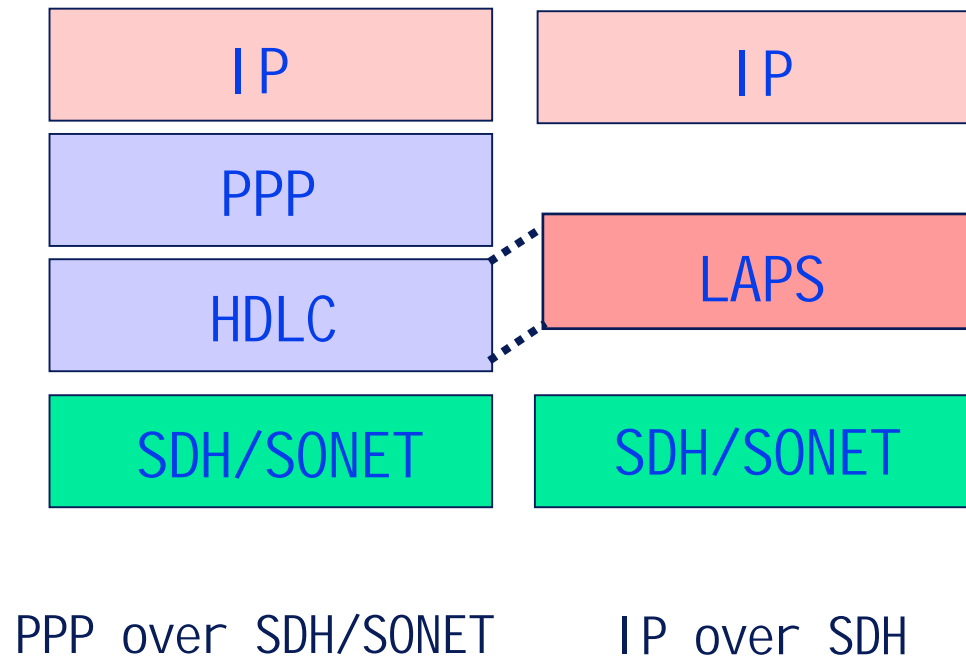 IP
PPP
HDLC
SDH/SONET
PPP over SDH/SONET
IP
LAPS
SDH/SONET
IP over SDH